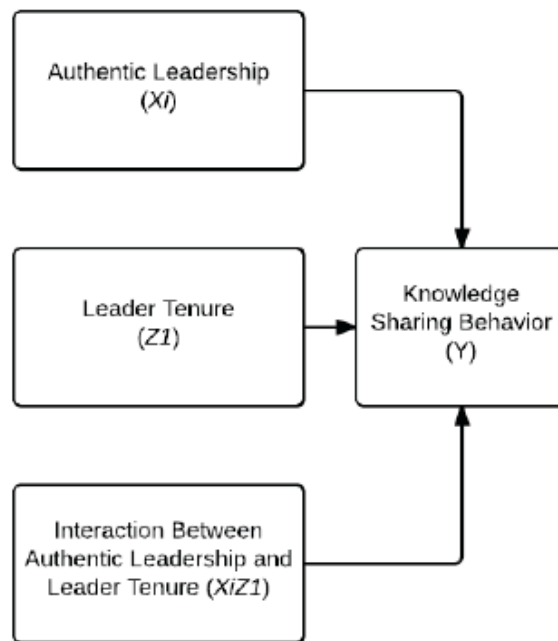 Authentic Leadership
(Xi)
Leader Tenure
(Z1)
Knowledge
Sharing Behavior
(Y)
Interaction Between
Authentic Leadership and
Leader Tenure (XiZ1)